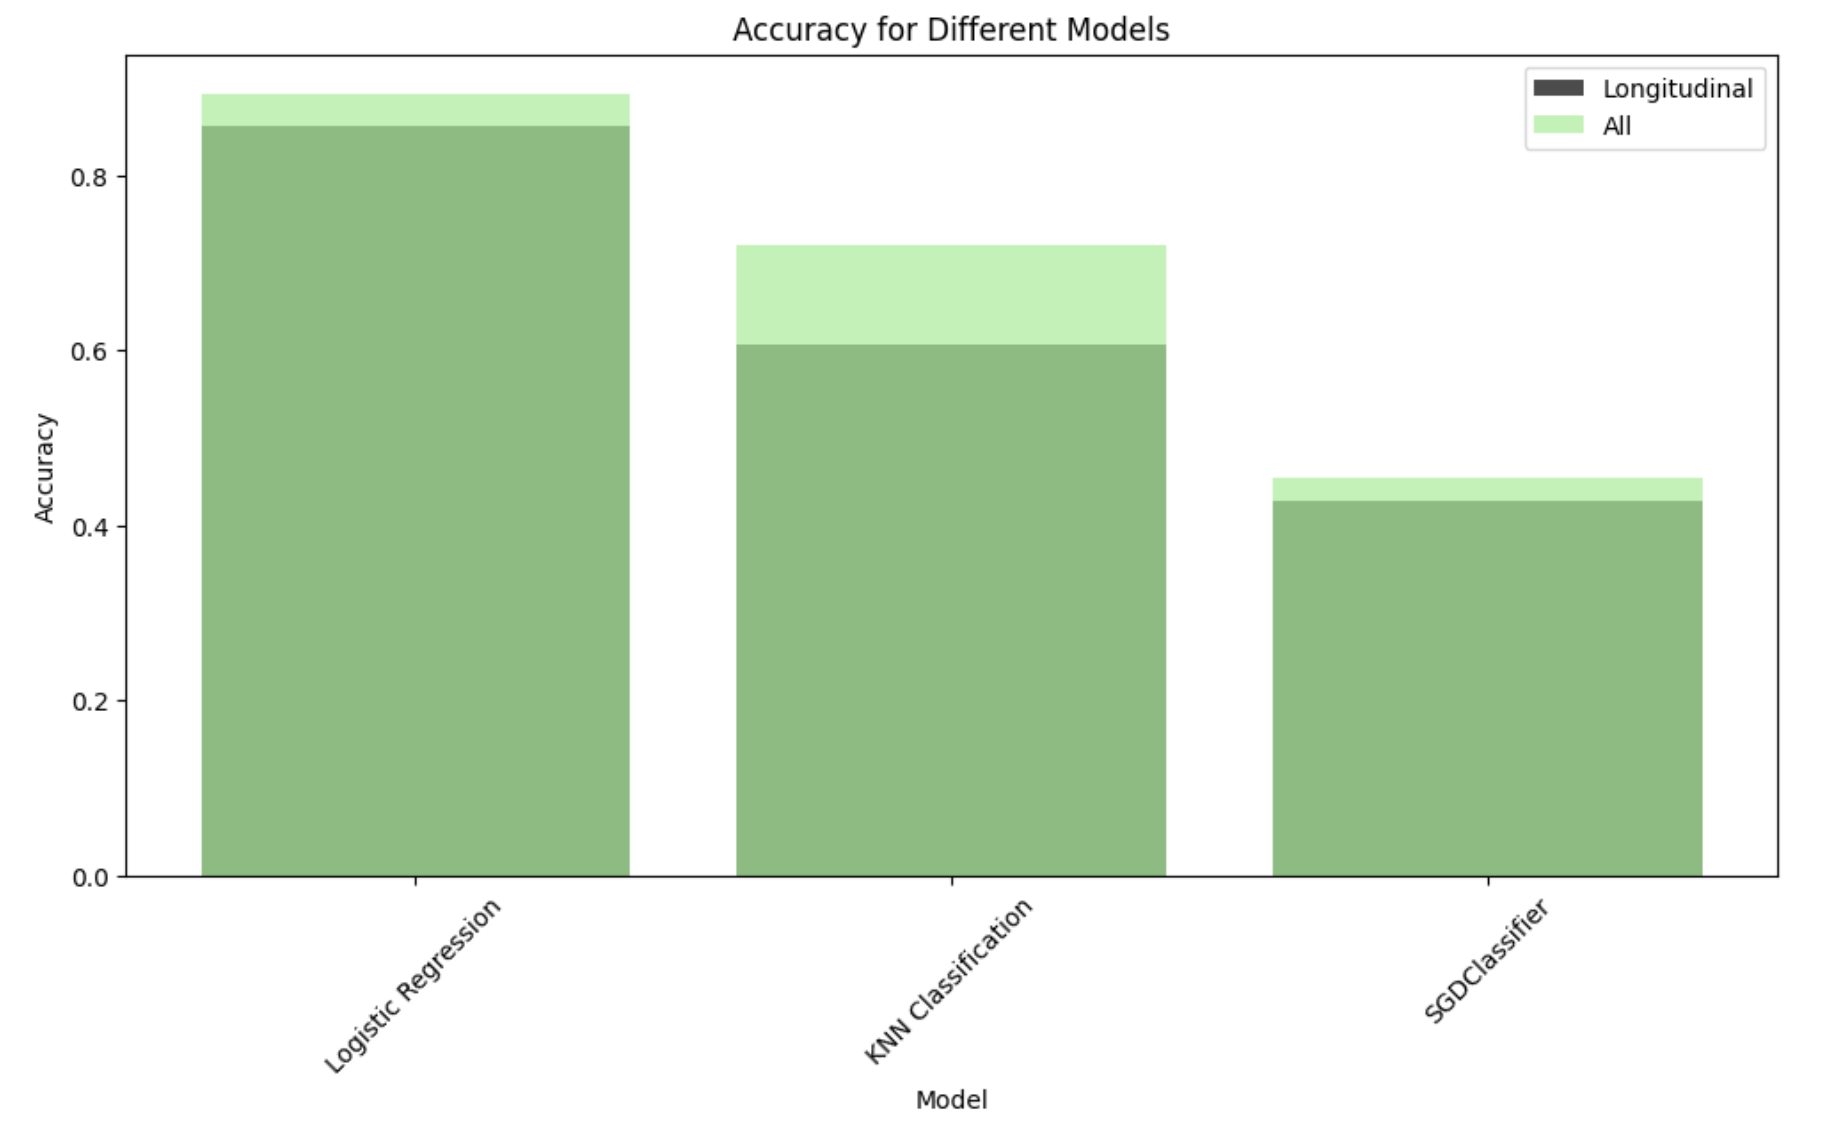 Accuracy for Different Models
Longitudinal
All
Accuracy
0.8
0.6
0.4
0.2
0.0
Logistic Regression
KNN Classification
SGDClassifier
Model